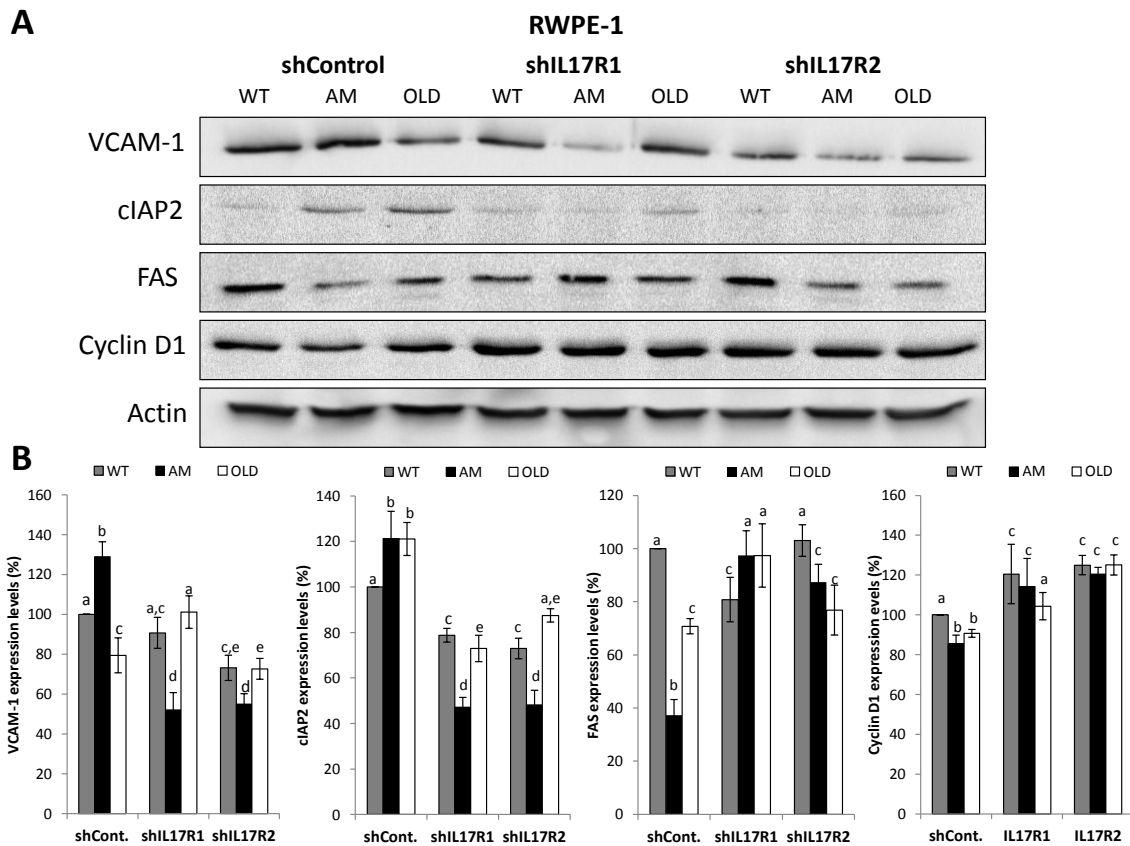 A
RWPE-1
shControl shIL17R1 shIL17R2
WT AM OLD WT AM OLD WT AM OLD
VCAM-1
cIAP2
FAS
Cyclin D1
Actin
B
WT AM OLD
VCAM-1 expression levels (%)
160
140
120
100
80
60
40
20
0
a b c a,c d a c,e d e
shCont. shIL17R1 shIL17R2
WT AM OLD
cIAP2 expression levels (%)
140
120
100
80
60
40
20
0
a b b c d e c d a,e
shCont. shIL17R1 shIL17R2
WT AM OLD
FAS expression levels (%)
120
100
80
60
40
20
0
a b c c a a a c c
shCont. shIL17R1 shIL17R2
WT AM OLD
Cyclin D1 expression levels (%)
160
140
120
100
80
60
40
20
0
a b b c c a c c c
shCont. IL17R1 IL17R2